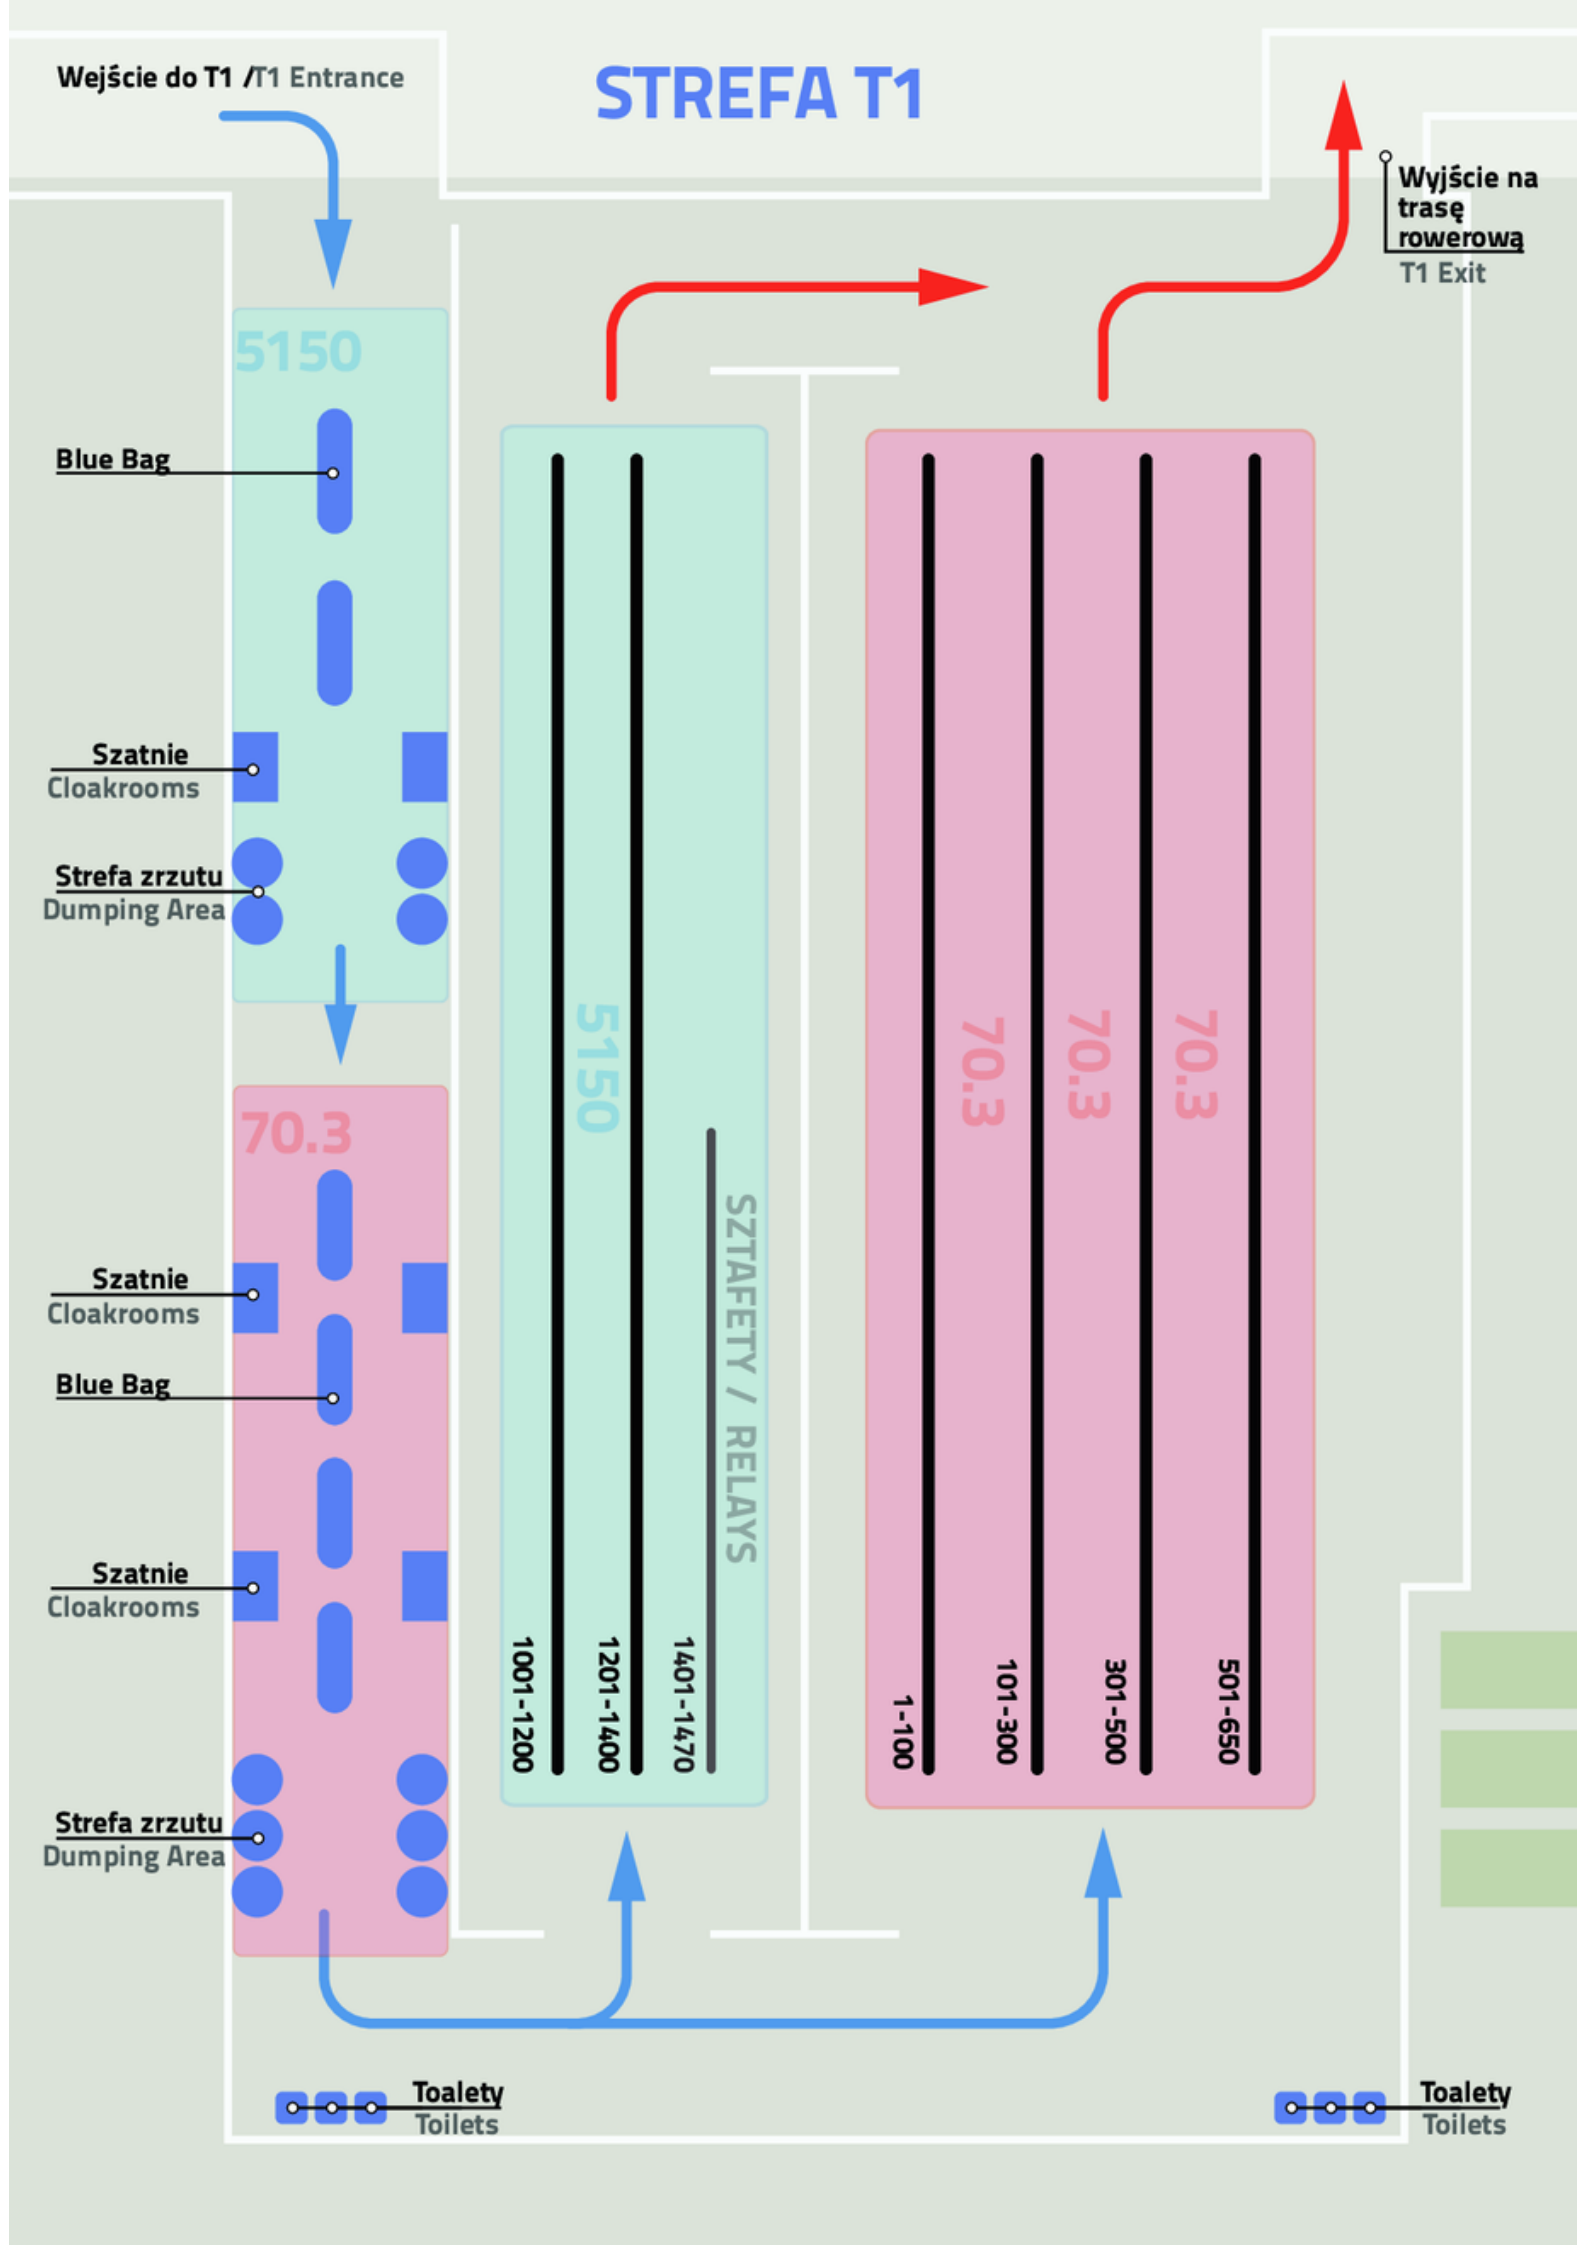 Wejście do T1 /T1 Entrance
STREFA T1
Wyjście na
trasę
rowerową
T1 Exit
5150
Blue Bag
Szatnie
Cloakrooms
Strefa zrzutu
Dumping Area
70.3
Szatnie
Cloakrooms
Blue Bag
Szatnie
Cloakrooms
Strefa zrzutu
Dumping Area
5150
SZTAFETY / RELAYS
1001-1200
1201-1400
1401-1470
70.3
70.3
70.3
1-100
101-300
301-500
501-650
Toalety
Toilets
Toalety
Toilets